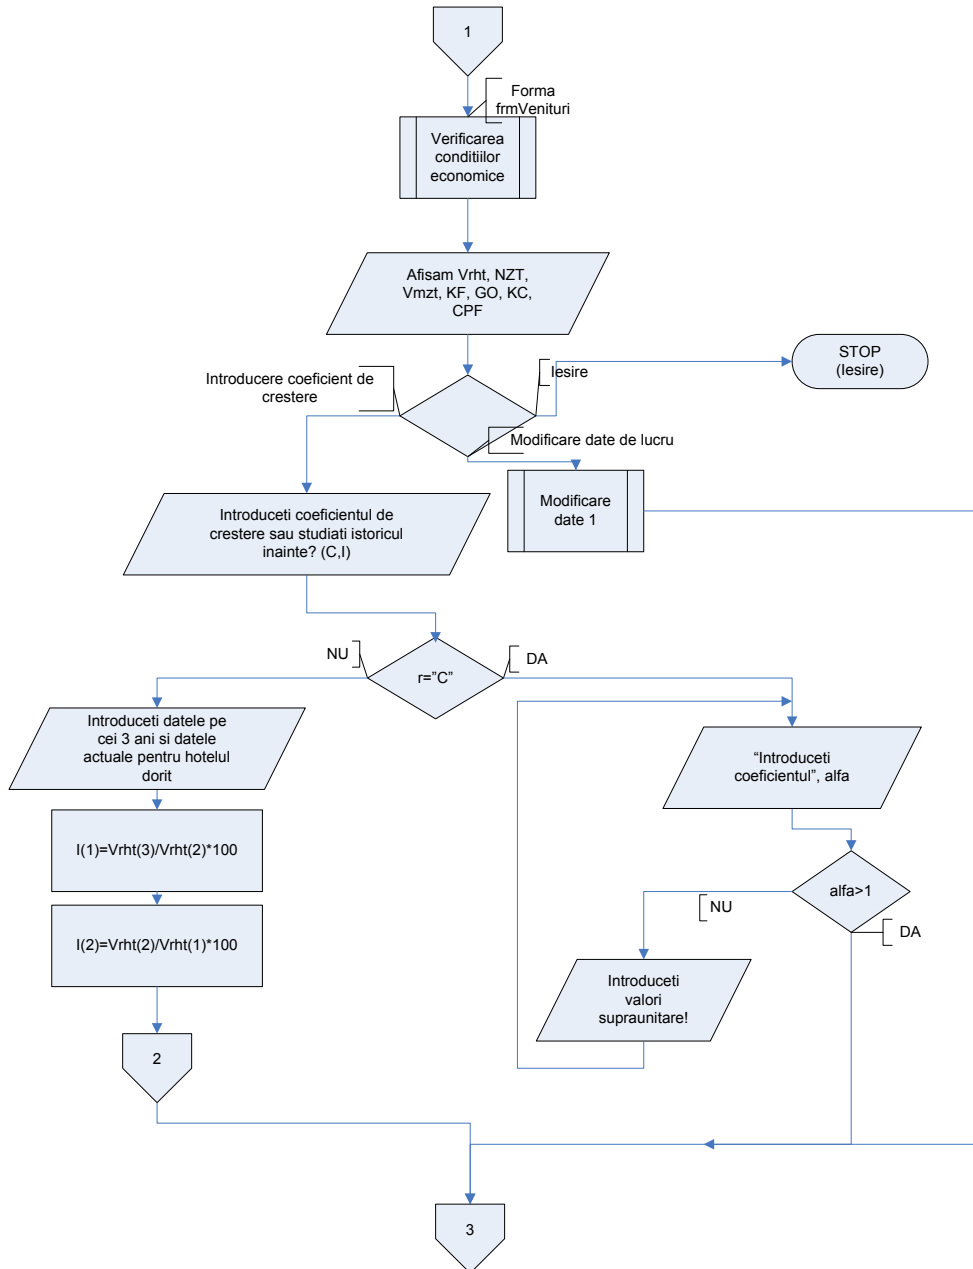 1
Forma
frmVenituri
Verificarea
conditiilor
economice
Afisam Vrht, NZT,
Vmzt, KF, GO, KC,
CPF
STOP
(Iesire)
Iesire
Introducere coeficient de
crestere
Modificare date de lucru
Modificare
date 1
Introduceti coeficientul de
crestere sau studiati istoricul
inainte? (C,I)
NU
DA
r=”C”
Introduceti datele pe
cei 3 ani si datele
actuale pentru hotelul
dorit
“Introduceti
coeficientul”, alfa
I(1)=Vrht(3)/Vrht(2)*100
alfa>1
NU
DA
I(2)=Vrht(2)/Vrht(1)*100
Introduceti
valori
supraunitare!
2
3